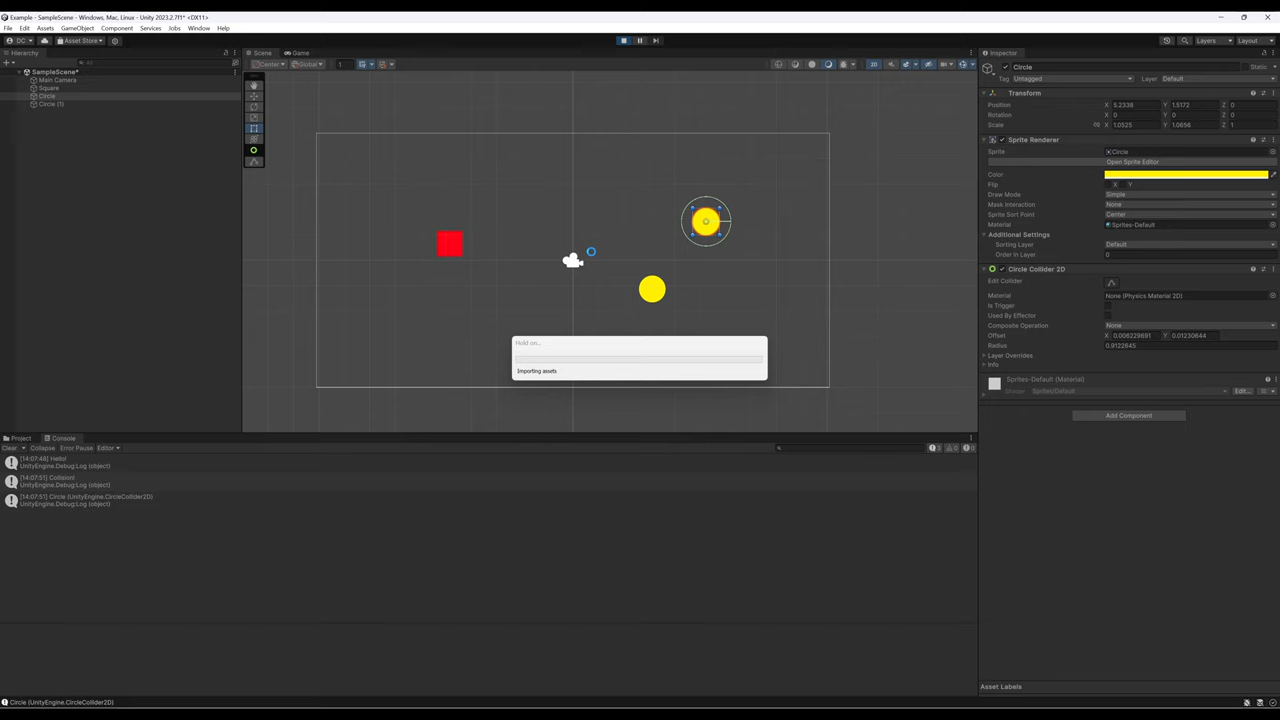 Example - SampleScene - Windows, Mac, Linux - Unity 2023.2.7f1* <DX11>
File Edit Assets GameObject Component Services Jobs Window Help
DC Asset Store Layers Layout
Hierarchy Scene Game Inspector
All
Center Global 1 2D
SampleScene*
Main Camera
Square
Circle
Circle (1)
Circle Static
Tag Untagged Layer Default
Transform
Position X 5.2338 Y 1.5172 Z 0
Rotation X 0 Y 0 Z 0
Scale X 1.0525 Y 1.0656 Z 1
Sprite Renderer
Sprite Circle
Open Sprite Editor
Color
Flip X Y
Draw Mode Simple
Mask Interaction None
Sprite Sort Point Center
Material Sprites-Default
Additional Settings
Sorting Layer Default
Order in Layer 0
Circle Collider 2D
Edit Collider
Material None (Physics Material 2D)
Is Trigger
Used By Effector
Composite Operation None
Offset X 0.006229691 Y 0.01230644
Radius 0.9122645
Layer Overrides
Info
Sprites-Default (Material)
Shader Sprites/Default Edit...
Add Component
Hold on...
Importing assets
Project Console
Clear Collapse Error Pause Editor 3 0 0
[14:07:48] Hello!
UnityEngine.Debug:Log (object)
[14:07:51] Collision!
UnityEngine.Debug:Log (object)
[14:07:51] Circle (UnityEngine.CircleCollider2D)
UnityEngine.Debug:Log (object)
Asset Labels
Circle (UnityEngine.CircleCollider2D)